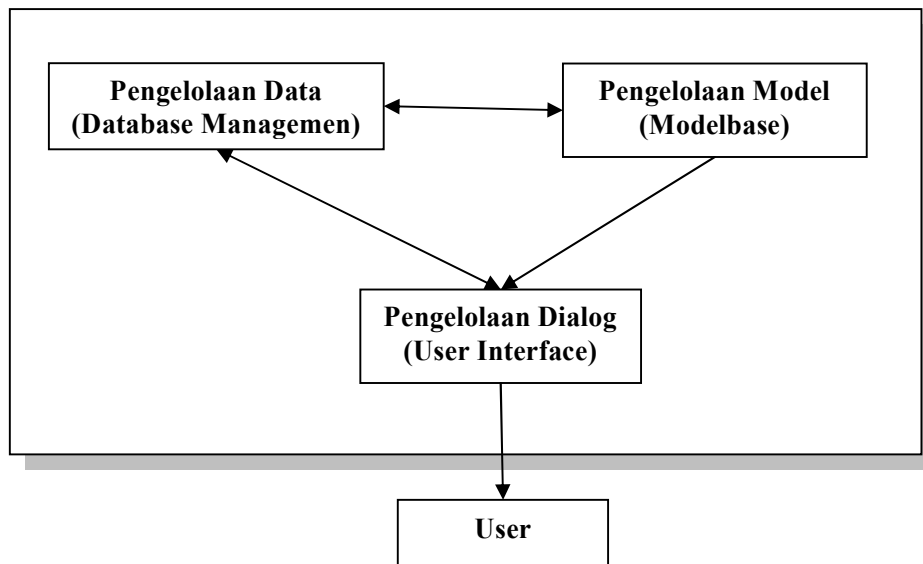 Pengelolaan Data
(Database Managemen)
Pengelolaan Model
(Modelbase)
Pengelolaan Dialog
(User Interface)
User